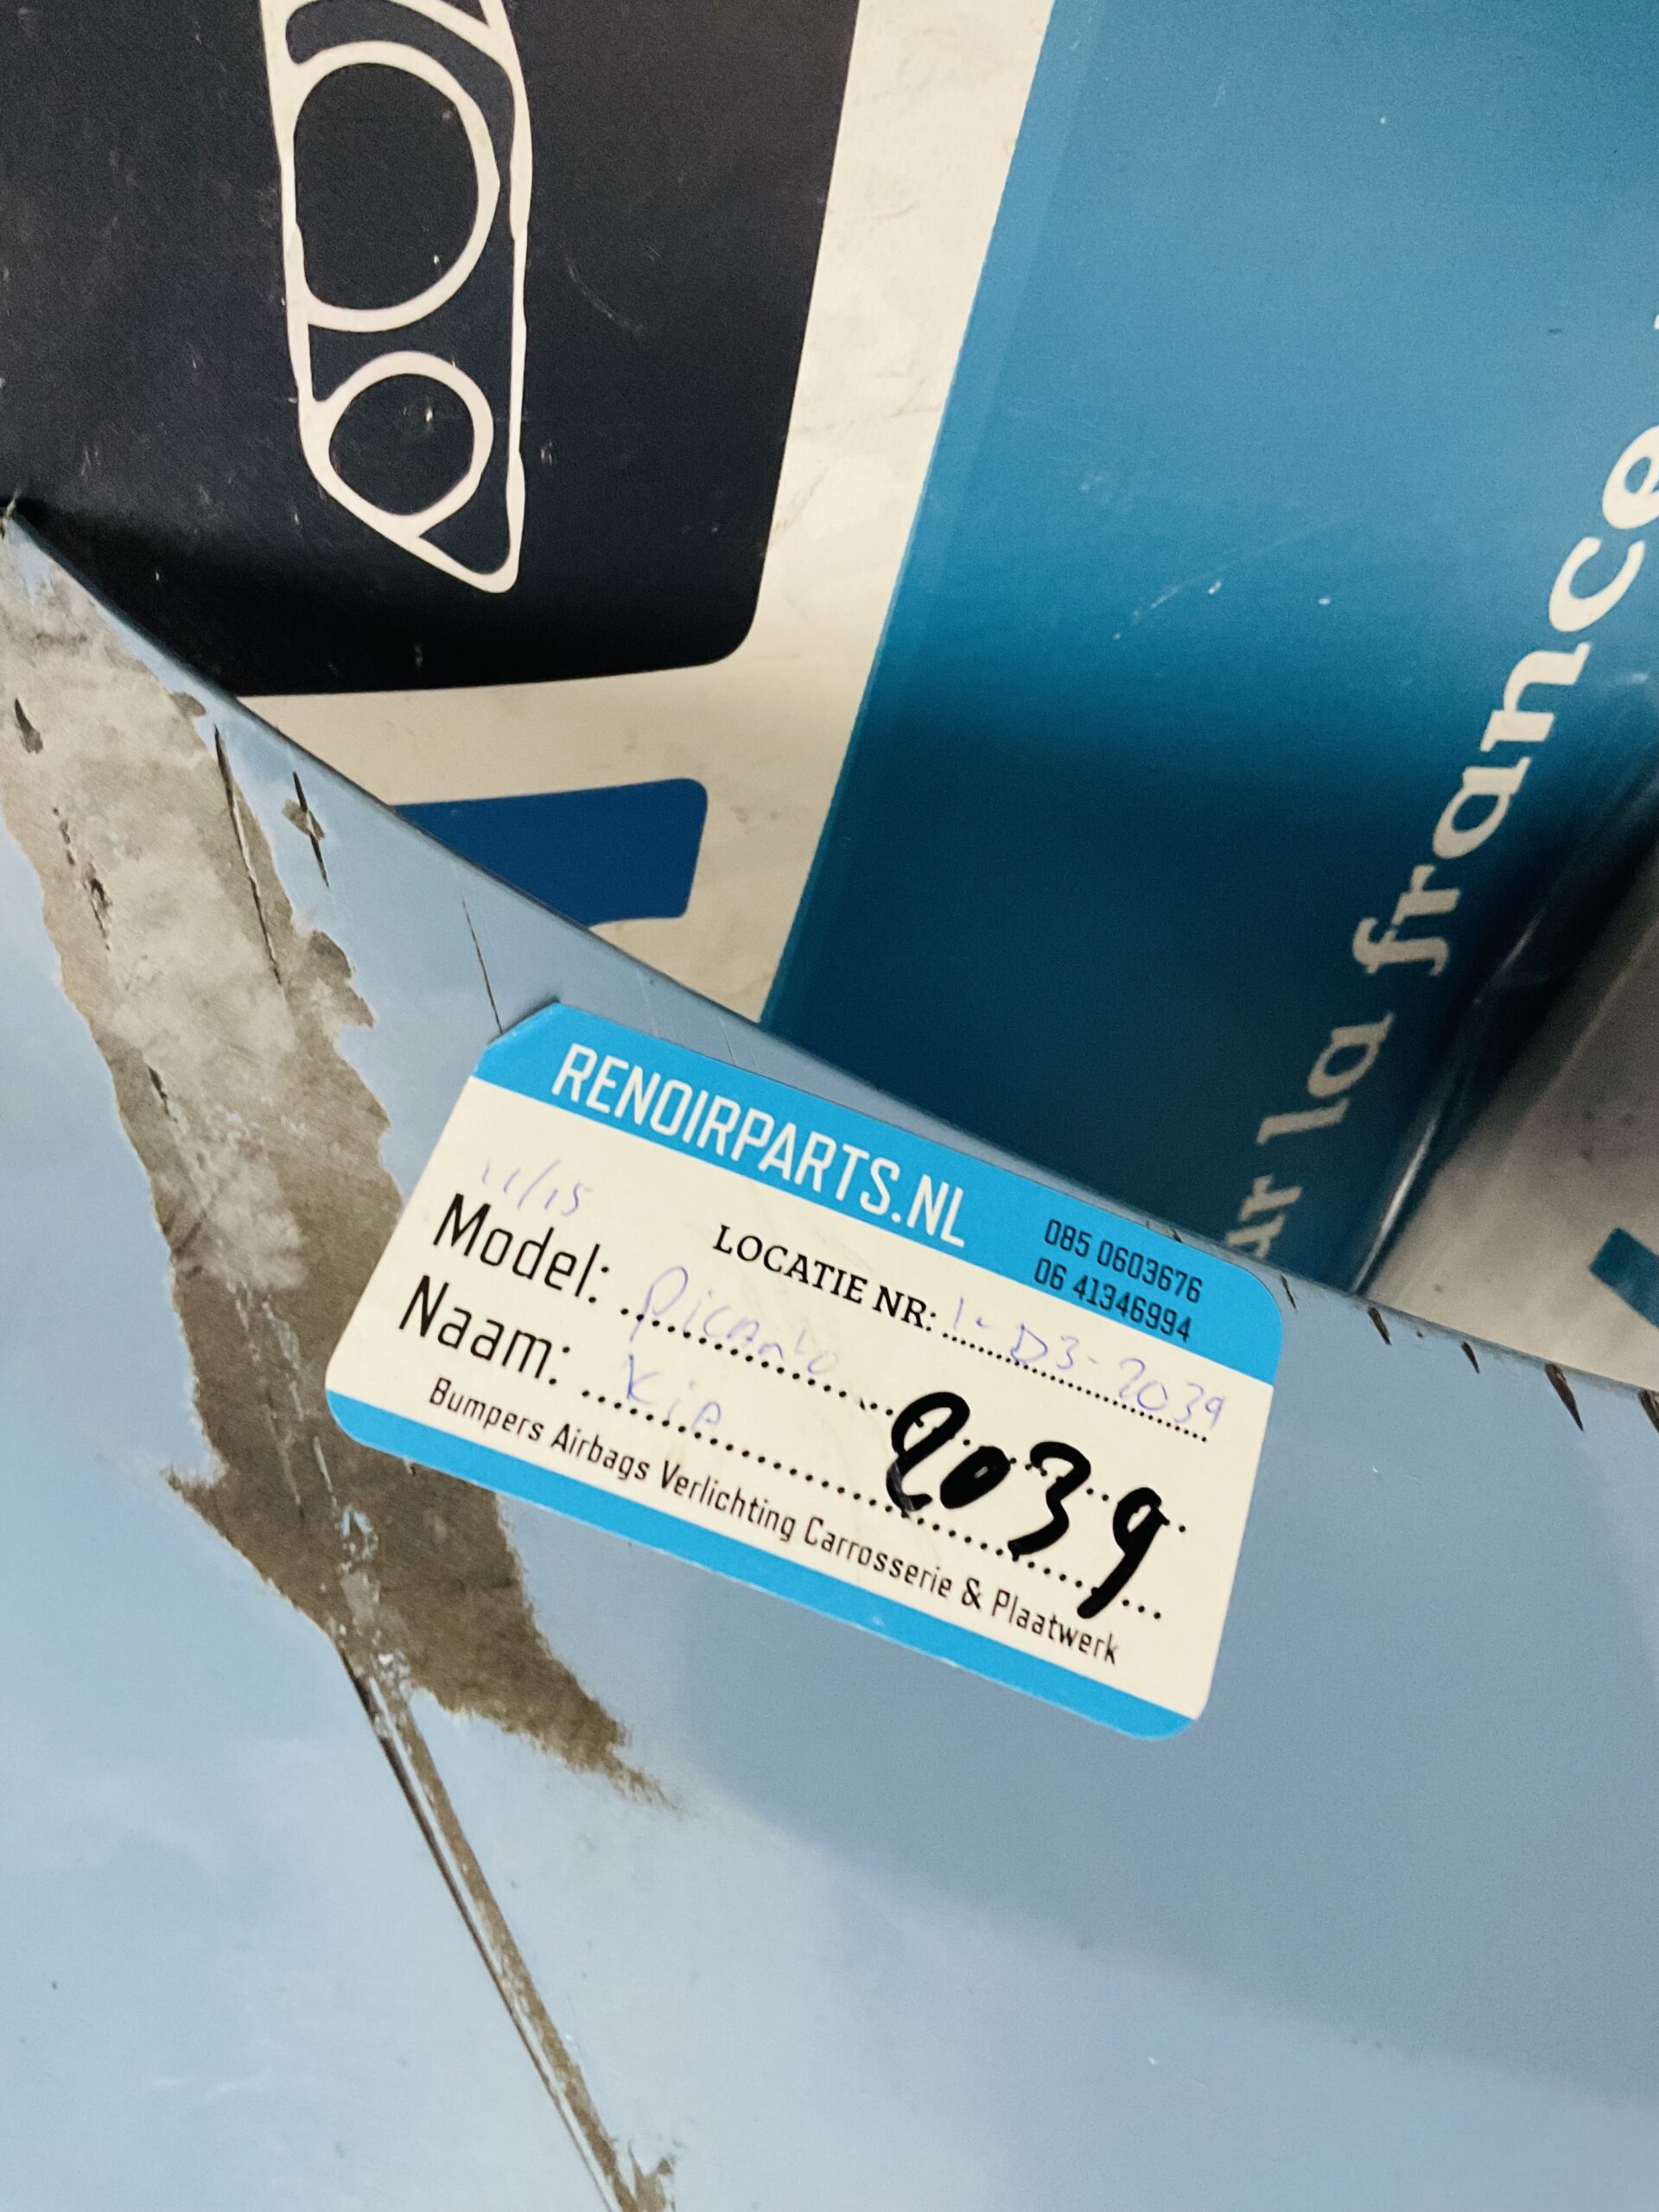 ur la france.
RENOIRPARTS.NL
085 0603676
06 41346994
11/15
LOCATIE NR: 1-D3-2039
Model: Picanto
Naam: Kia
2039
Bumpers Airbags Verlichting Carrosserie & Plaatwerk